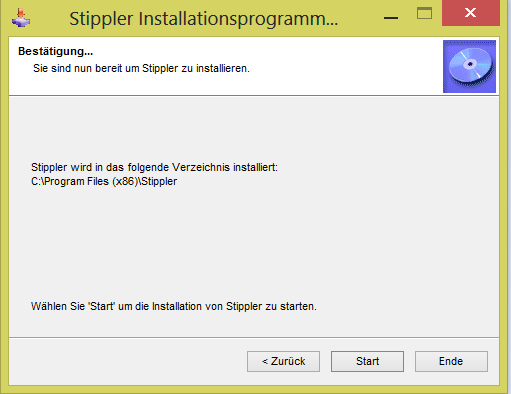 Stippler Installationsprogramm...
Bestätigung...
Sie sind nun bereit um Stippler zu installieren.
Stippler wird in das folgende Verzeichnis installiert:
C:\Program Files (x86)\Stippler
Wählen Sie 'Start' um die Installation von Stippler zu starten.
< Zurück
Start
Ende